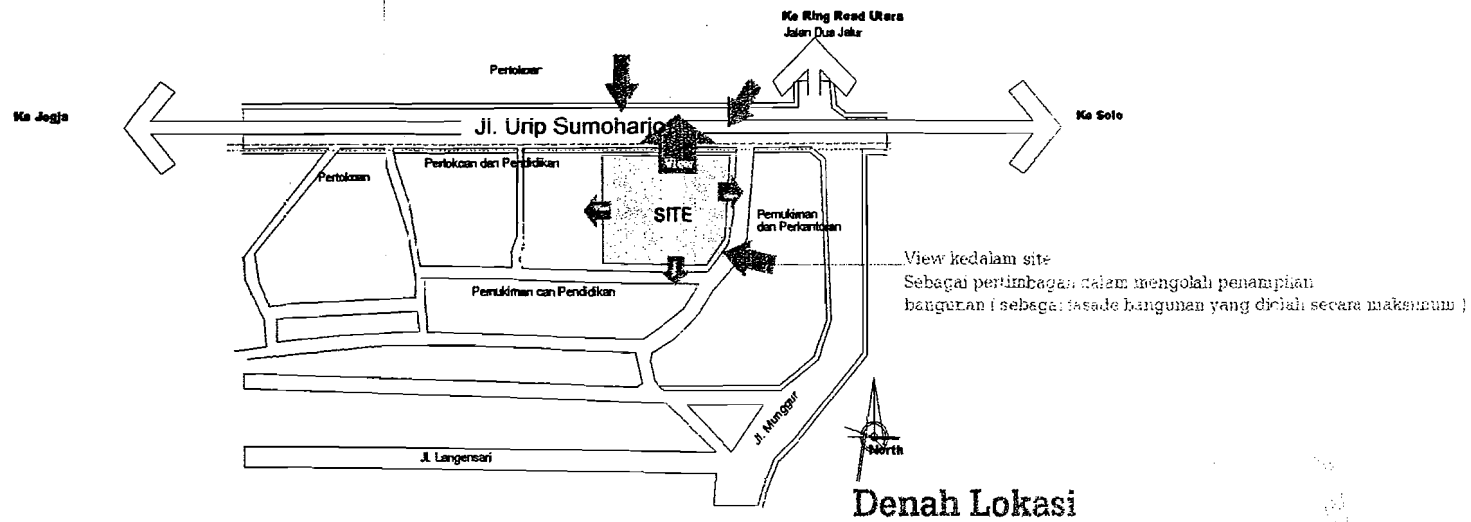 Ke Ring Road Utara
Jalan Dua Jalur
Pertokoan
Ke Jogja
Ke Solo
Jl. Urip Sumoharjo
Pertokoan dan Pendidikan
Pertokoan
SITE
Pemukiman
dan Perkantoran
View kedalam site
Sebagai pertimbagan dalam mengolah penampilan
bangunan ( sebagai fasade bangunan yang diolah secara maksimum )
Pemukiman dan Pendidikan
Jl. Munggur
North
Jl. Langensari
Denah Lokasi